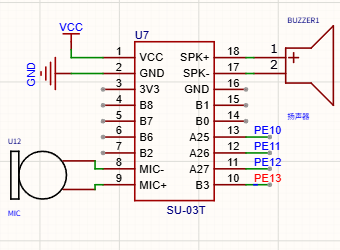 VCC
U7
BUZZER1
1 VCC SPK+ 18 1
2 GND SPK- 17 2
GND
3 3V3 GND 16
4 B8 B1 15
5 B7 B0 14
扬声器
6 B6 A25 13 PE10
U12
7 B2 A26 12 PE11
8 MIC- A27 11 PE12
9 MIC+ B3 10 PE13
MIC
SU-03T